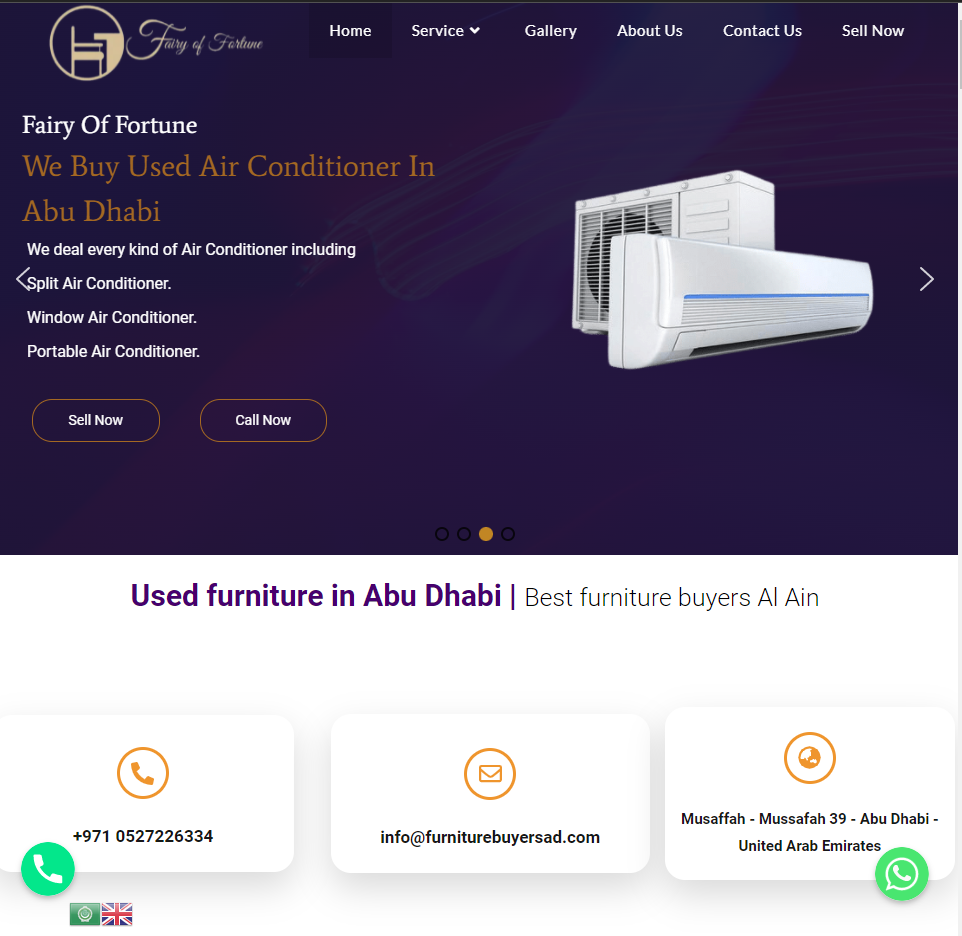 Fairy of Fortune
Home Service Gallery About Us Contact Us Sell Now
Fairy Of Fortune
We Buy Used Air Conditioner In
Abu Dhabi
We deal every kind of Air Conditioner including
Split Air Conditioner.
Window Air Conditioner.
Portable Air Conditioner.
Sell Now Call Now
Used furniture in Abu Dhabi | Best furniture buyers Al Ain
+971 0527226334
info@furniturebuyersad.com
Musaffah - Mussafah 39 - Abu Dhabi -
United Arab Emirates